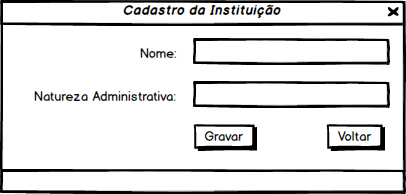 Cadastro da Instituição
Nome:
Natureza Administrativa:
Gravar Voltar